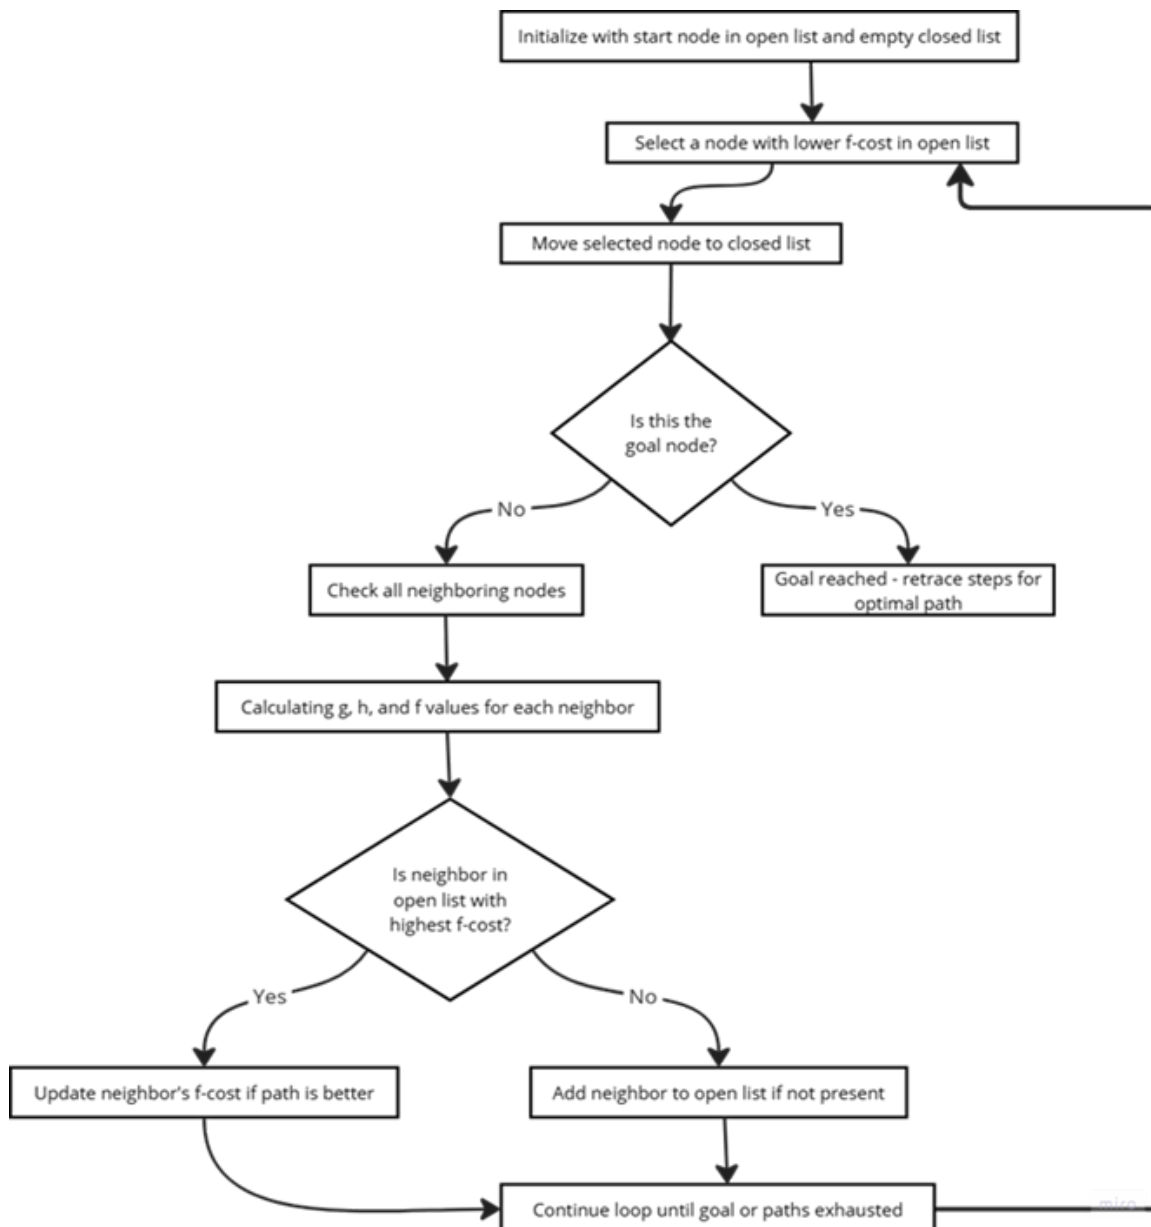 Initialize with start node in open list and empty closed list
Select a node with lower f-cost in open list
Move selected node to closed list
Is this the
goal node?
No
Yes
Check all neighboring nodes
Goal reached - retrace steps for
optimal path
Calculating g, h, and f values for each neighbor
Is neighbor in
open list with
highest f-cost?
Yes
No
Update neighbor's f-cost if path is better
Add neighbor to open list if not present
Continue loop until goal or paths exhausted
miro